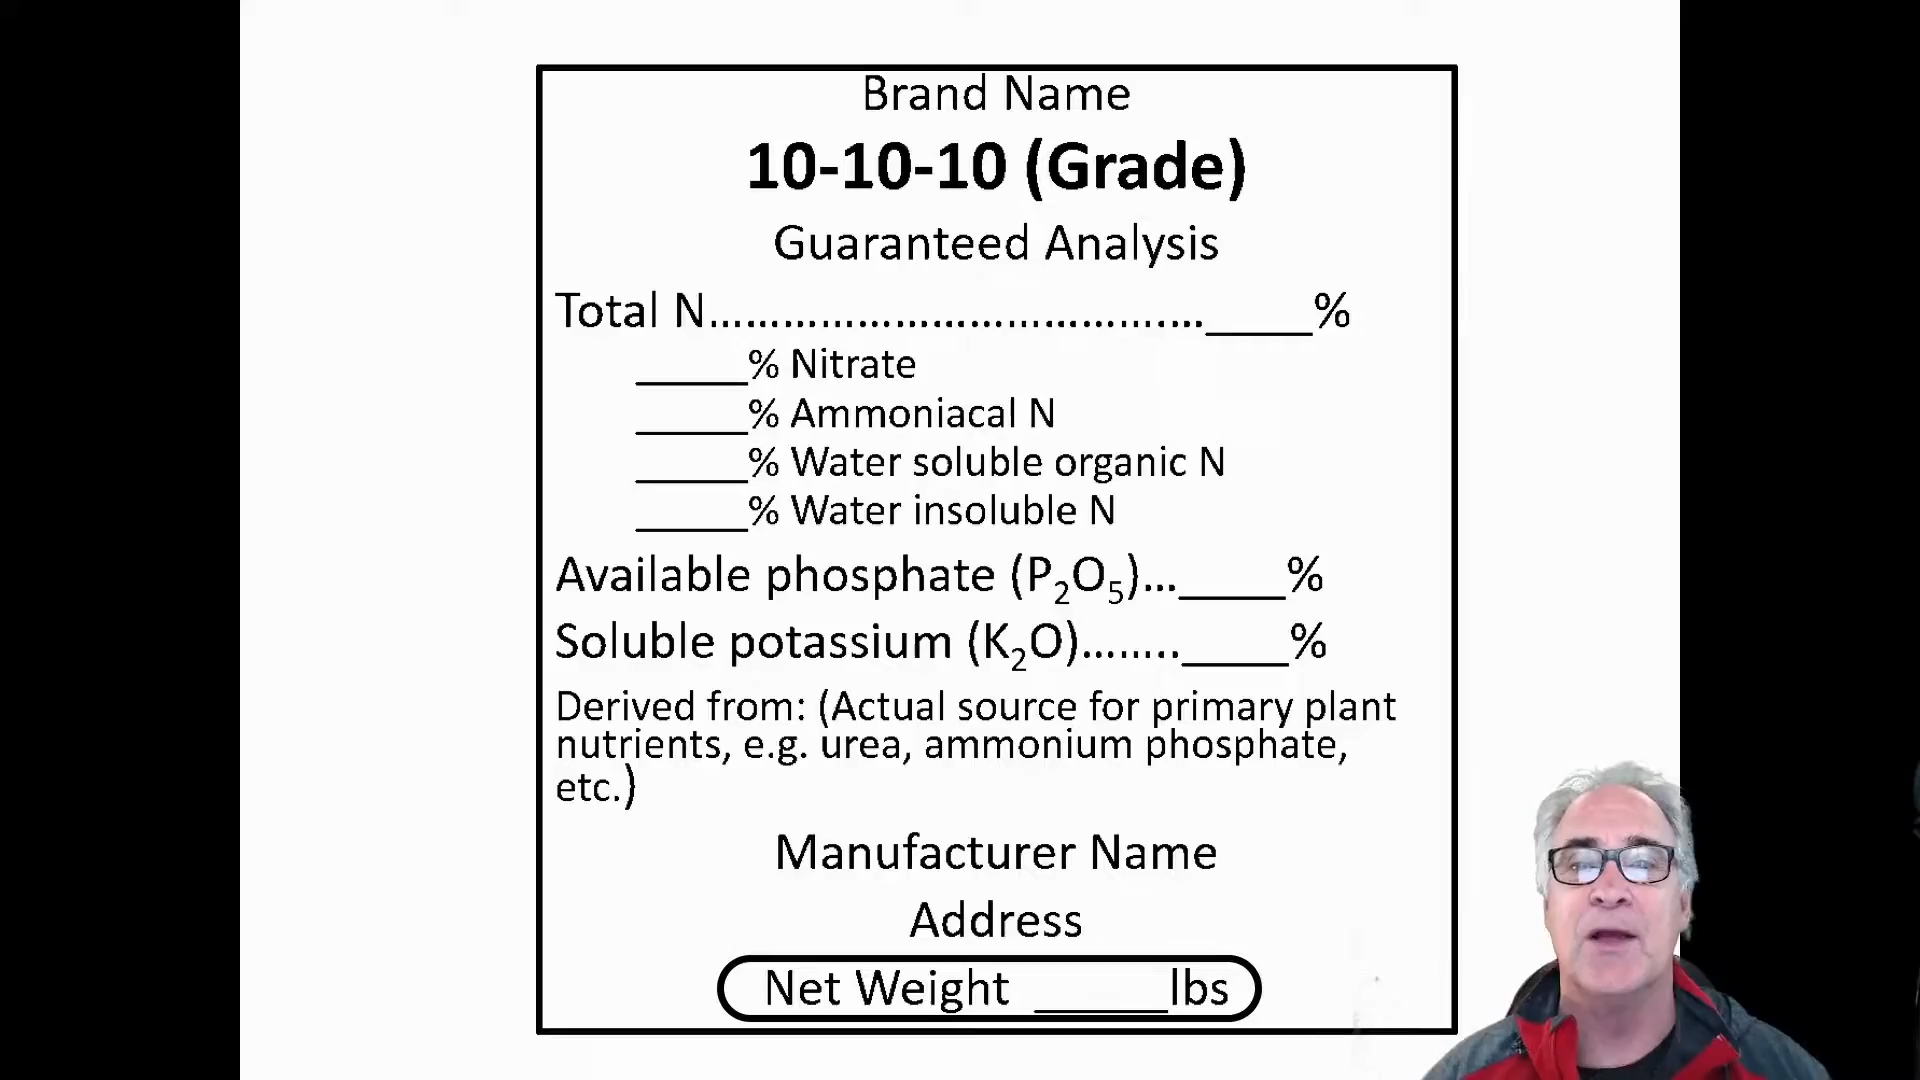 Brand Name
10-10-10 (Grade)
Guaranteed Analysis
Total N……………………………….…_____%
_____% Nitrate
_____% Ammoniacal N
_____% Water soluble organic N
_____% Water insoluble N
Available phosphate (P₂O₅)…_____%
Soluble potassium (K₂O)…….._____%
Derived from: (Actual source for primary plant
nutrients, e.g. urea, ammonium phosphate,
etc.)
Manufacturer Name
Address
Net Weight _____lbs